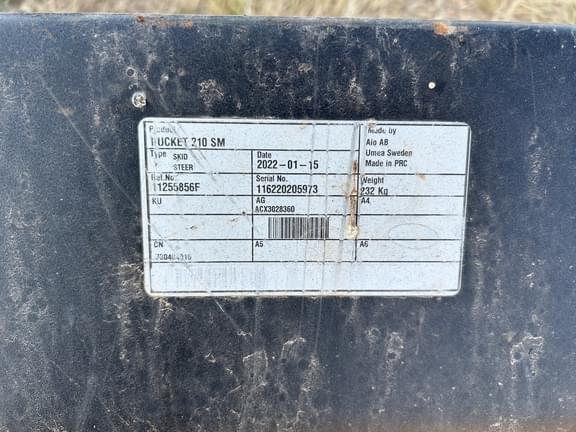 Product
BUCKET 210 SM
Made by
Alo AB
Umea Sweden
Made in PRC
Type SKID
STEER
Date
2022-01-15
Ref.No.
11255856F
Serial No.
116220205973
Weight
232 Kg
KU
AG
ACX3028360
A4
CN
A5
A6